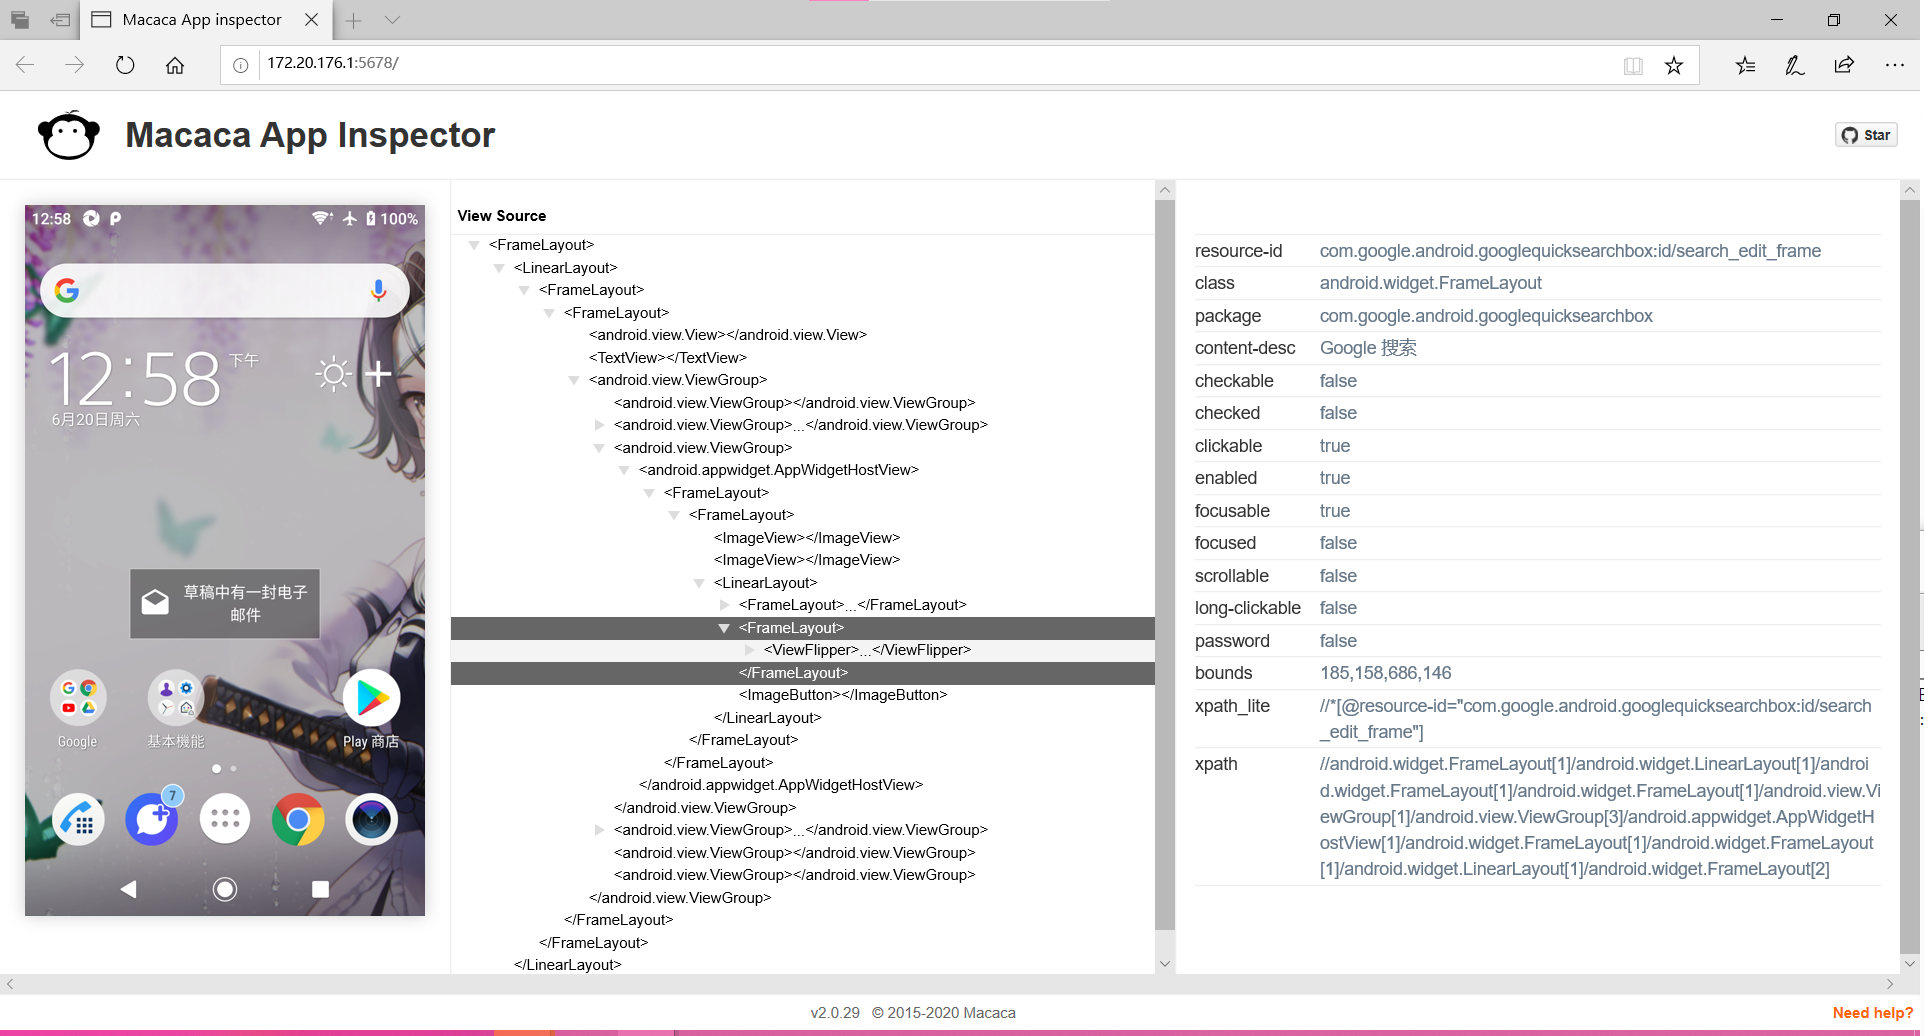 Macaca App inspector
172.20.176.1:5678/
Macaca App Inspector
Star
12:58
100%
12:58 下午
6月20日周六
草稿中有一封电子
邮件
Google
基本機能
Play 商店
7
View Source
<FrameLayout>
<LinearLayout>
<FrameLayout>
<FrameLayout>
<android.view.View></android.view.View>
<TextView></TextView>
<android.view.ViewGroup>
<android.view.ViewGroup></android.view.ViewGroup>
<android.view.ViewGroup>...</android.view.ViewGroup>
<android.view.ViewGroup>
<android.appwidget.AppWidgetHostView>
<FrameLayout>
<FrameLayout>
<ImageView></ImageView>
<ImageView></ImageView>
<LinearLayout>
<FrameLayout>...</FrameLayout>
<FrameLayout>
<ViewFlipper>...</ViewFlipper>
</FrameLayout>
<ImageButton></ImageButton>
</LinearLayout>
</FrameLayout>
</FrameLayout>
</android.appwidget.AppWidgetHostView>
</android.view.ViewGroup>
<android.view.ViewGroup>...</android.view.ViewGroup>
<android.view.ViewGroup></android.view.ViewGroup>
<android.view.ViewGroup></android.view.ViewGroup>
</android.view.ViewGroup>
</FrameLayout>
</FrameLayout>
</LinearLayout>
resource-id com.google.android.googlequicksearchbox:id/search_edit_frame
class android.widget.FrameLayout
package com.google.android.googlequicksearchbox
content-desc Google 搜索
checkable false
checked false
clickable true
enabled true
focusable true
focused false
scrollable false
long-clickable false
password false
bounds 185,158,686,146
xpath_lite //*[@resource-id="com.google.android.googlequicksearchbox:id/search
_edit_frame"]
xpath //android.widget.FrameLayout[1]/android.widget.LinearLayout[1]/androi
d.widget.FrameLayout[1]/android.widget.FrameLayout[1]/android.view.Vi
ewGroup[1]/android.view.ViewGroup[3]/android.appwidget.AppWidgetH
ostView[1]/android.widget.FrameLayout[1]/android.widget.FrameLayout
[1]/android.widget.LinearLayout[1]/android.widget.FrameLayout[2]
v2.0.29 © 2015-2020 Macaca
Need help?